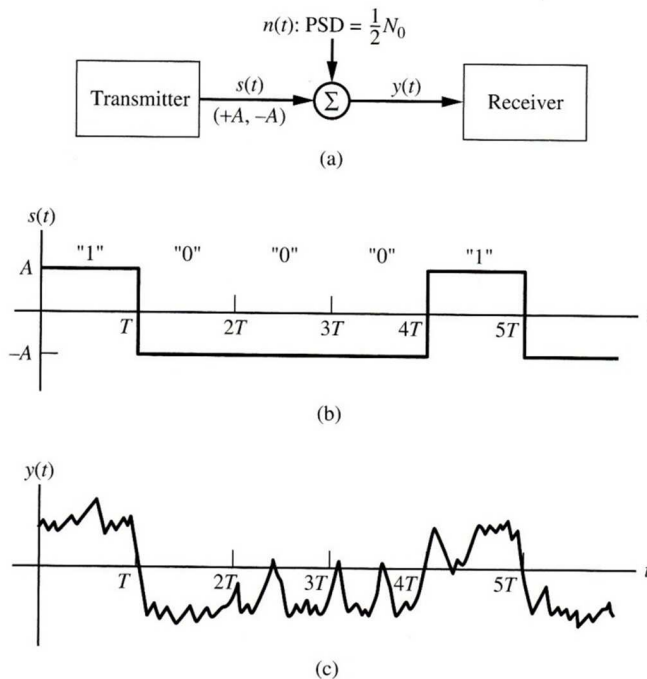 n(t): PSD = 1/2 N₀
Transmitter s(t) Σ y(t) Receiver
(+A, −A)
(a)
s(t)
"1" "0" "0" "0" "1"
A
T 2T 3T 4T 5T
−A
(b)
y(t)
T 2T 3T 4T 5T t
(c)